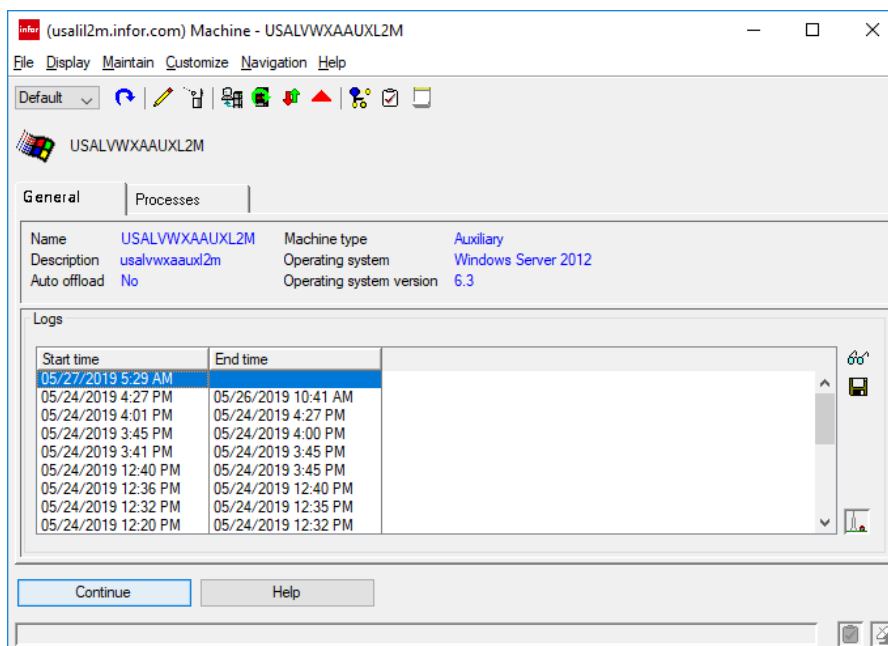 infor (usalil2m.infor.com) Machine - USALVWXAAUXL2M
File Display Maintain Customize Navigation Help
Default
USALVWXAAUXL2M
General Processes
Name USALVWXAAUXL2M Machine type Auxiliary
Description usalvwxaauxl2m Operating system Windows Server 2012
Auto offload No Operating system version 6.3
Logs
Start time End time
05/27/2019 5:29 AM
05/24/2019 4:27 PM 05/26/2019 10:41 AM
05/24/2019 4:01 PM 05/24/2019 4:27 PM
05/24/2019 3:45 PM 05/24/2019 4:00 PM
05/24/2019 3:41 PM 05/24/2019 3:45 PM
05/24/2019 12:40 PM 05/24/2019 3:45 PM
05/24/2019 12:36 PM 05/24/2019 12:40 PM
05/24/2019 12:32 PM 05/24/2019 12:35 PM
05/24/2019 12:20 PM 05/24/2019 12:32 PM
Continue Help